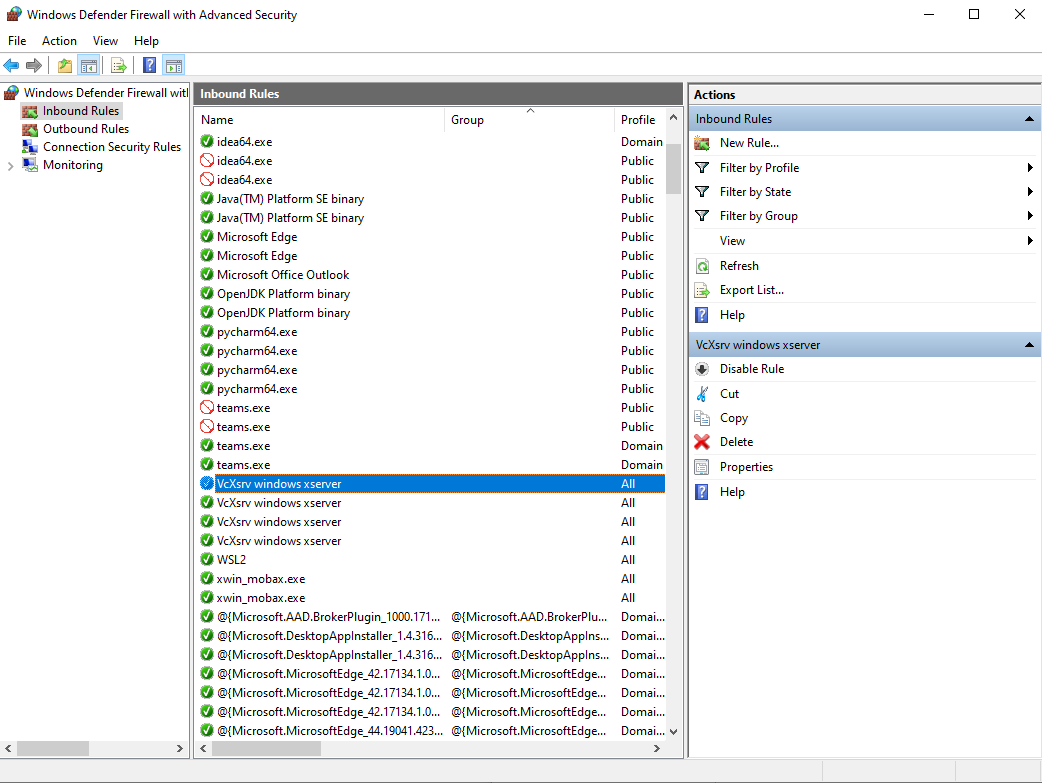 Windows Defender Firewall with Advanced Security
File Action View Help
Windows Defender Firewall with
Inbound Rules
Outbound Rules
Connection Security Rules
Monitoring
Inbound Rules
Name Group Profile
idea64.exe Domain
idea64.exe Public
idea64.exe Public
Java(TM) Platform SE binary Public
Java(TM) Platform SE binary Public
Microsoft Edge Public
Microsoft Edge Public
Microsoft Office Outlook Public
OpenJDK Platform binary Public
OpenJDK Platform binary Public
pycharm64.exe Public
pycharm64.exe Public
pycharm64.exe Public
pycharm64.exe Public
teams.exe Public
teams.exe Public
teams.exe Domain
teams.exe Domain
VcXsrv windows xserver All
VcXsrv windows xserver All
VcXsrv windows xserver All
VcXsrv windows xserver All
WSL2 All
xwin_mobax.exe All
xwin_mobax.exe All
@{Microsoft.AAD.BrokerPlugin_1000.171... @{Microsoft.AAD.BrokerPlu... Domai...
@{Microsoft.DesktopAppInstaller_1.4.316... @{Microsoft.DesktopAppIns... Domai...
@{Microsoft.DesktopAppInstaller_1.4.316... @{Microsoft.DesktopAppIns... Domai...
@{Microsoft.MicrosoftEdge_42.17134.1.0... @{Microsoft.MicrosoftEdge... Domai...
@{Microsoft.MicrosoftEdge_42.17134.1.0... @{Microsoft.MicrosoftEdge... Domai...
@{Microsoft.MicrosoftEdge_42.17134.1.0... @{Microsoft.MicrosoftEdge... Domai...
@{Microsoft.MicrosoftEdge_44.19041.423... @{Microsoft.MicrosoftEdge... Domai...
Actions
Inbound Rules
New Rule...
Filter by Profile
Filter by State
Filter by Group
View
Refresh
Export List...
Help
VcXsrv windows xserver
Disable Rule
Cut
Copy
Delete
Properties
Help